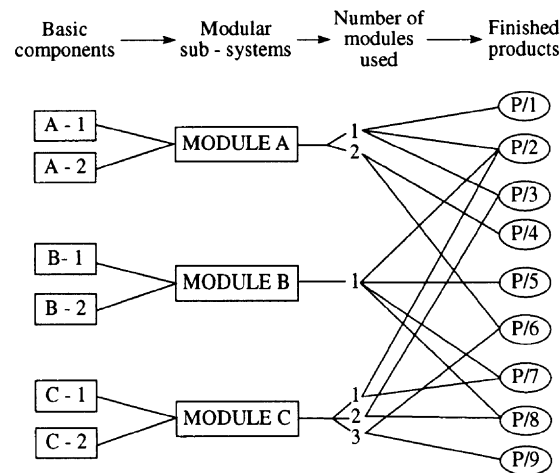 Basic components
Modular sub - systems
Number of modules used
Finished products
A - 1
A - 2
MODULE A
1
2
B- 1
B - 2
MODULE B
1
C - 1
C - 2
MODULE C
1
2
3
P/1
P/2
P/3
P/4
P/5
P/6
P/7
P/8
P/9